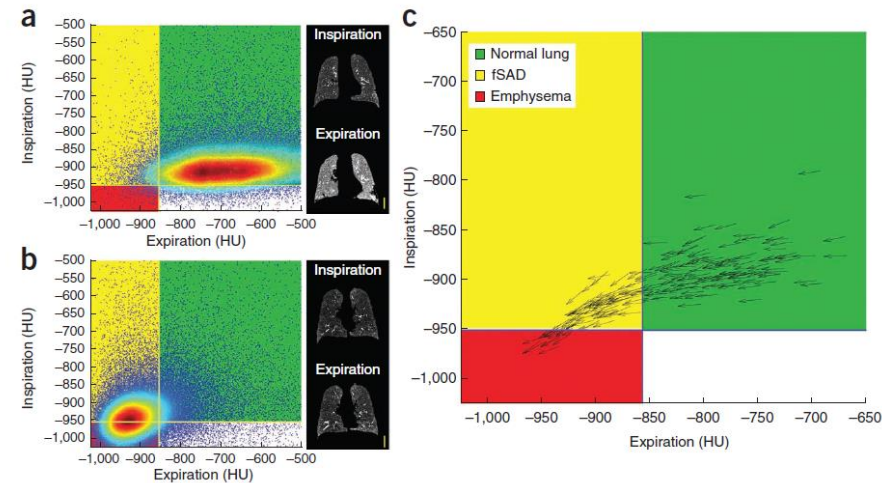 a
Inspiration (HU)
–500
–550
–600
–650
–700
–750
–800
–850
–900
–950
–1,000
–1,000 –900 –800 –700 –600 –500
Expiration (HU)
Inspiration
Expiration
b
Inspiration (HU)
–500
–550
–600
–650
–700
–750
–800
–850
–900
–950
–1,000
–1,000 –900 –800 –700 –600 –500
Expiration (HU)
Inspiration
Expiration
c
Inspiration (HU)
–650
–700
–750
–800
–850
–900
–950
–1,000
Normal lung
fSAD
Emphysema
–1,000 –950 –900 –850 –800 –750 –700 –650
Expiration (HU)